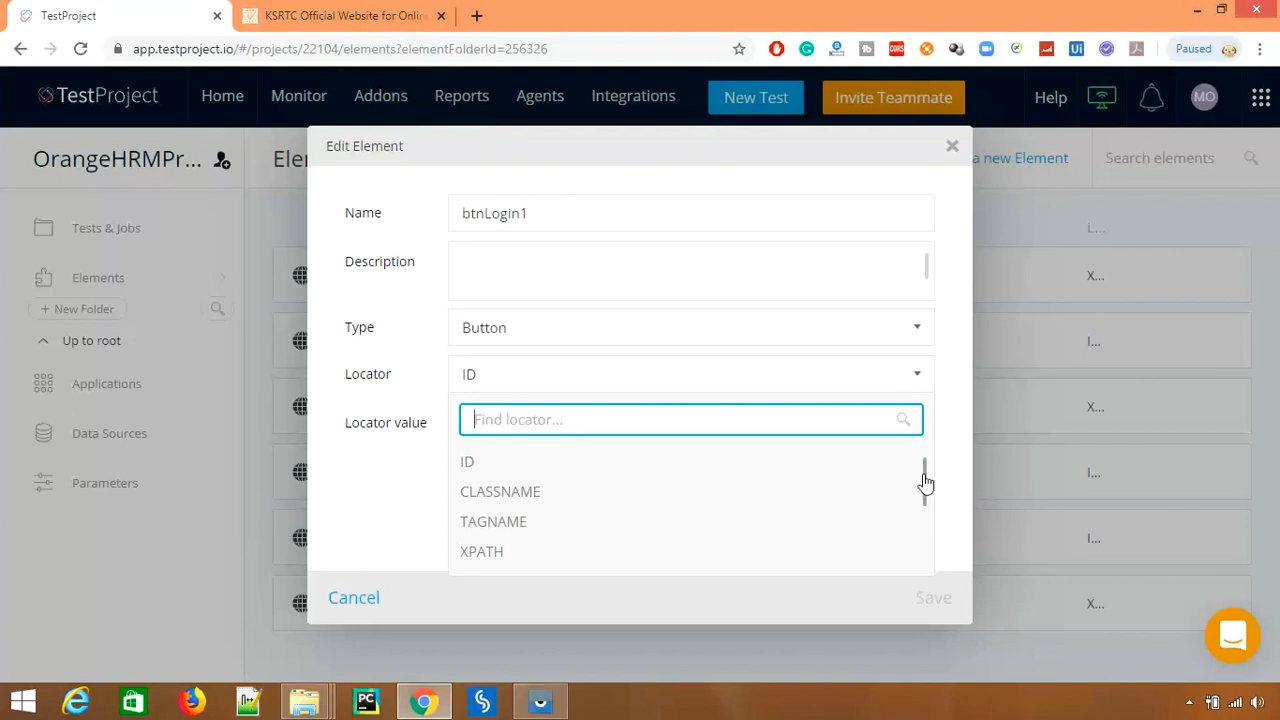 TestProject
KSRTC Official Website for Online
app.testproject.io/#/projects/22104/elements?elementFolderId=256326
Paused
TestProject
Home
Monitor
Addons
Reports
Agents
Integrations
New Test
Invite Teammate
Help
MO
OrangeHRMPr...
Ele
Edit Element
a new Element
Search elements
Tests & Jobs
Elements
+ New Folder
Up to root
Applications
Data Sources
Parameters
Name
btnLogin1
Description
Type
Button
Locator
ID
Locator value
Find locator...
ID
CLASSNAME
TAGNAME
XPATH
Cancel
Save
L...
X...
I...
X...
I...
I...
X...